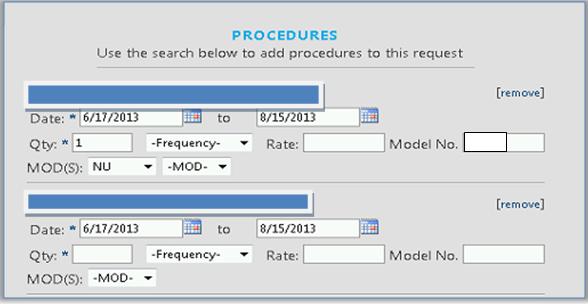 PROCEDURES
Use the search below to add procedures to this request
[remove]
Date: * 6/17/2013 to 8/15/2013
Qty: * 1 -Frequency- Rate: Model No.
MOD(S): NU -MOD-
[remove]
Date: * 6/17/2013 to 8/15/2013
Qty: * -Frequency- Rate: Model No.
MOD(S): -MOD-